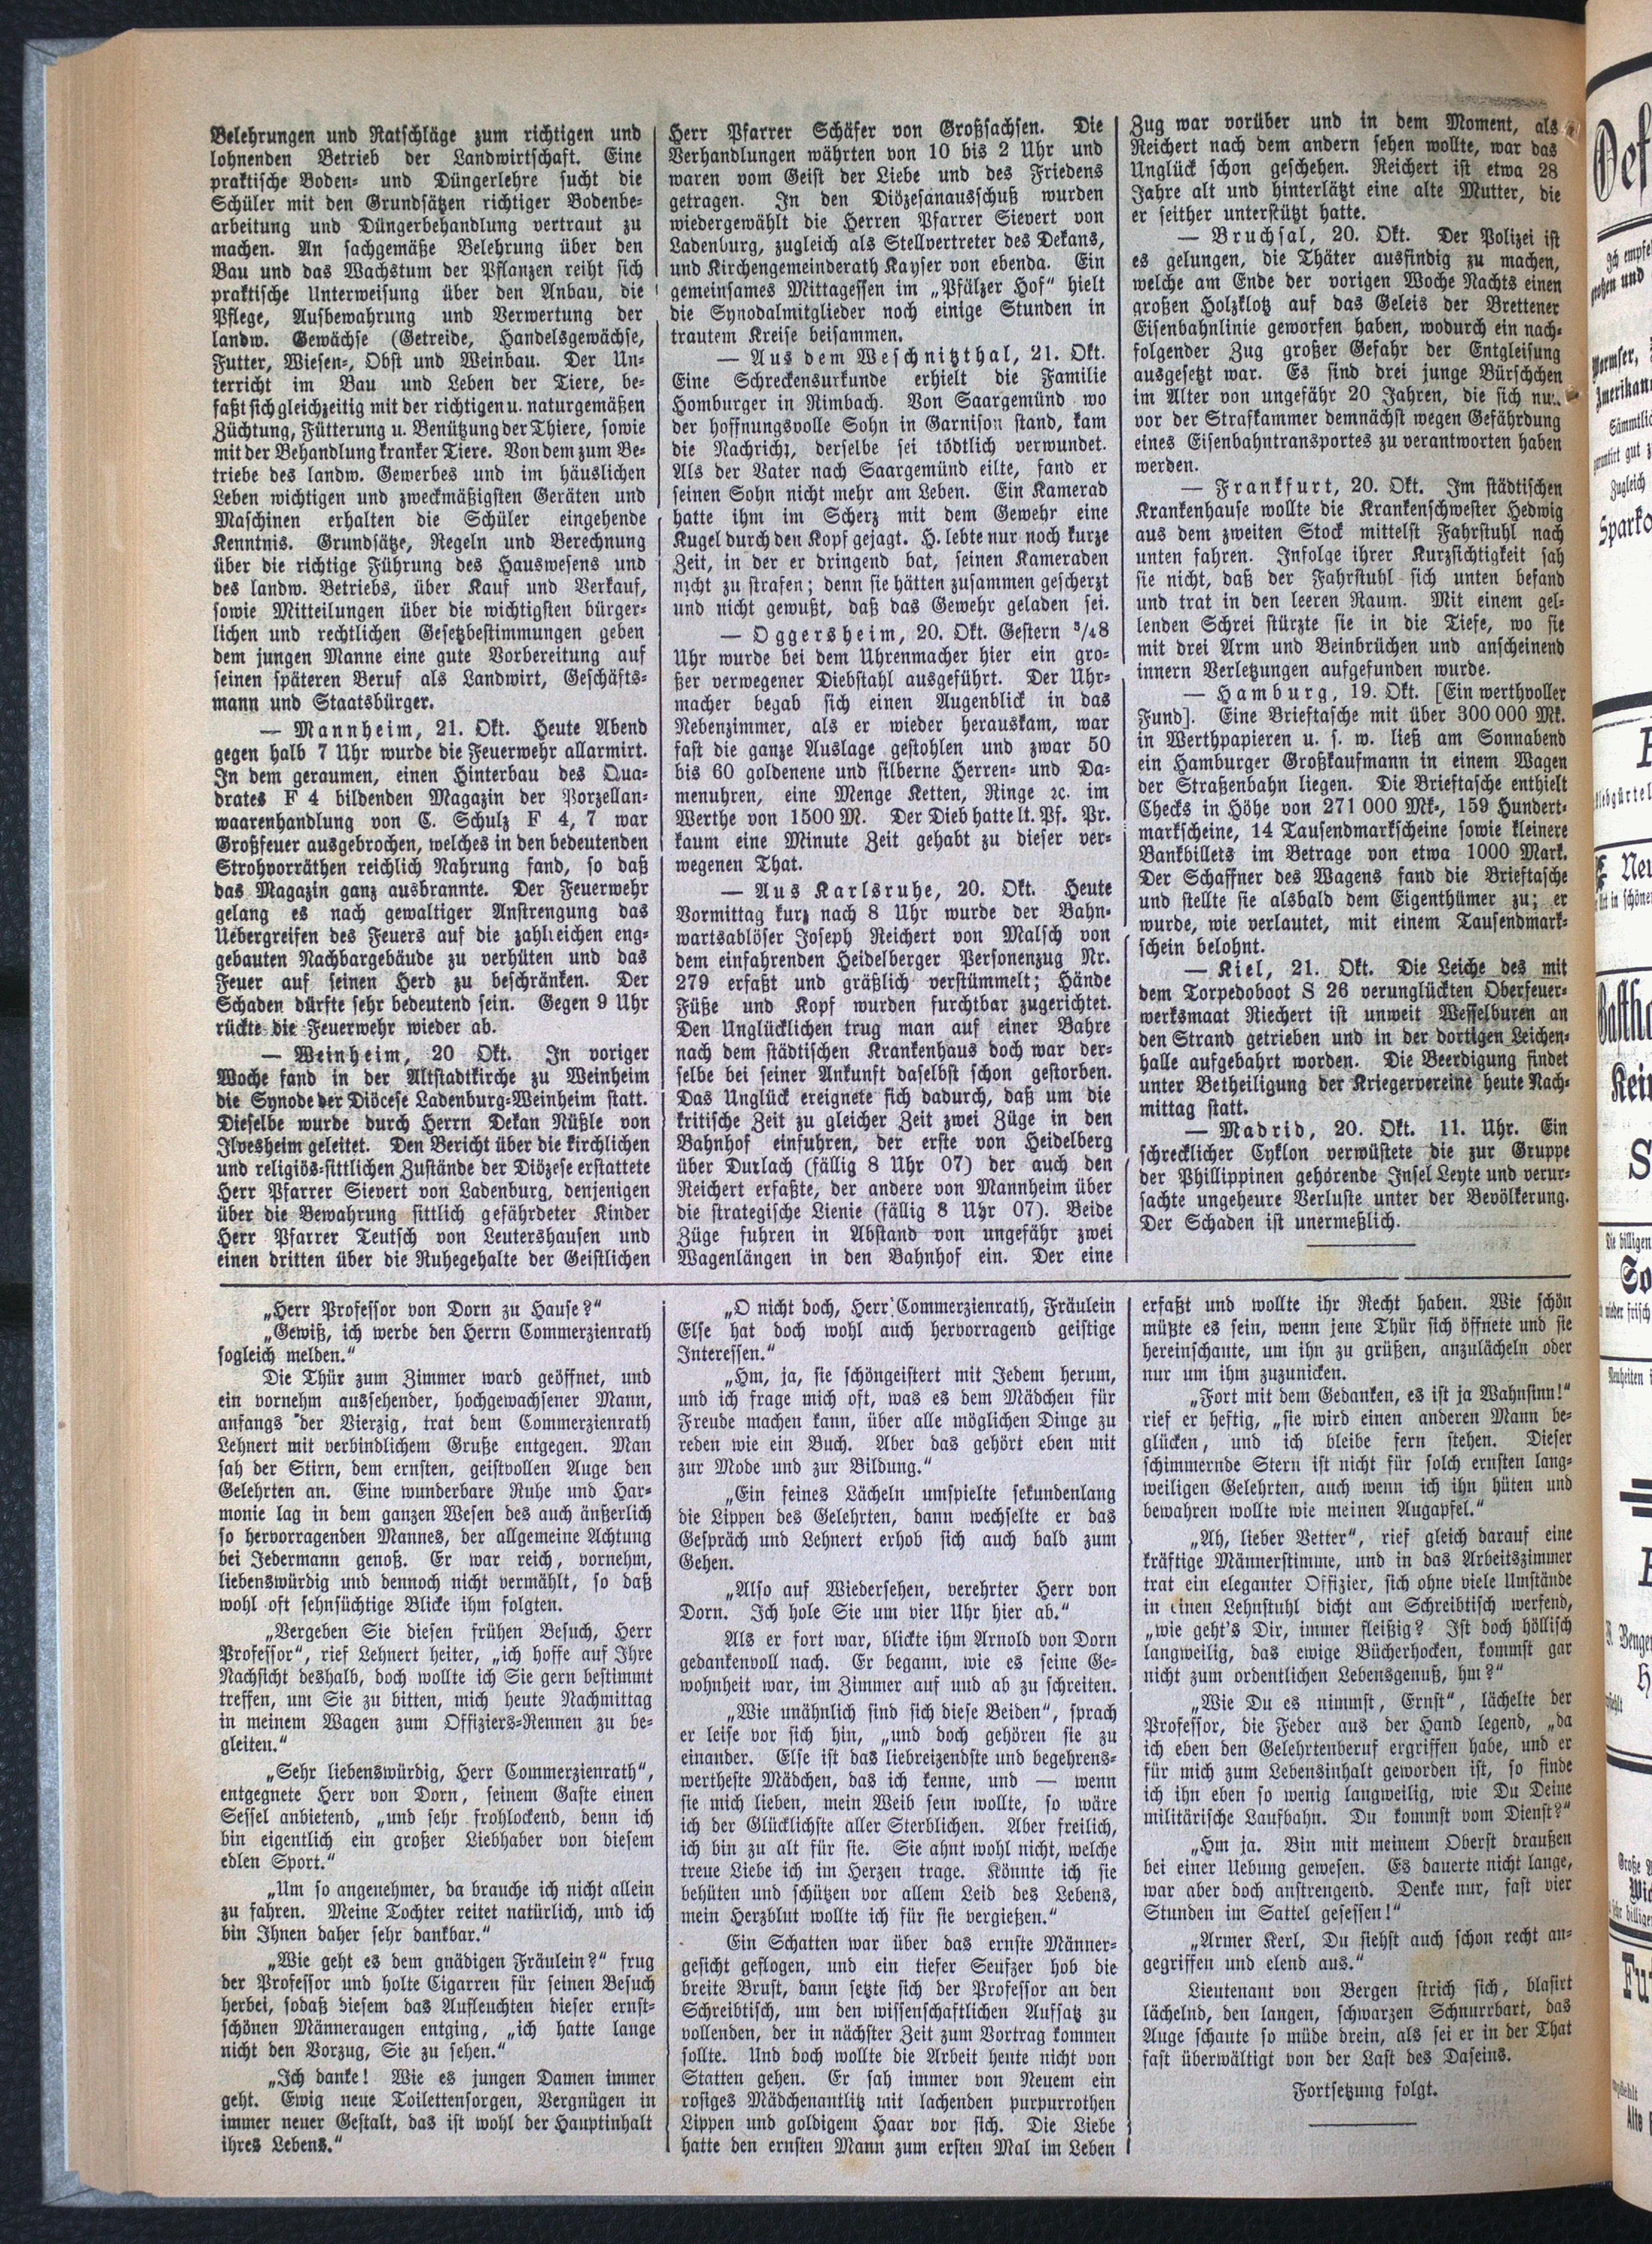 Belehrungen und Ratschläge zum richtigen und
lohnenden Betrieb der Landwirtschaft. Eine
praktische Boden- und Düngerlehre sucht die
Schüler mit den Grundsätzen richtiger Bodenbe-
arbeitung und Düngerbehandlung vertraut zu
machen. An sachgemäße Belehrung über den
Bau und das Wachstum der Pflanzen reiht sich
praktische Unterweisung über den Anbau, die
Pflege, Aufbewahrung und Verwertung der
landw. Gewächse (Getreide, Handelsgewächse,
Futter, Wiesen-, Obst und Weinbau. Der Un-
terricht im Bau und Leben der Tiere, be-
faßt sich gleichzeitig mit der richtigen u. naturgemäßen
Züchtung, Fütterung u. Benützung der Thiere, sowie
mit der Behandlung kranker Tiere. Von dem zum Be-
triebe des landw. Gewerbes und im häuslichen
Leben wichtigen und zweckmäßigsten Geräten und
Maschinen erhalten die Schüler eingehende
Kenntnis. Grundsätze, Regeln und Berechnung
über die richtige Führung des Hauswesens und
des landw. Betriebs, über Kauf und Verkauf,
sowie Mitteilungen über die wichtigsten bürger-
lichen und rechtlichen Gesetzbestimmungen geben
dem jungen Manne eine gute Vorbereitung auf
seinen späteren Beruf als Landwirt, Geschäfts-
mann und Staatsbürger.
— Mannheim, 21. Okt. Heute Abend
gegen halb 7 Uhr wurde die Feuerwehr allarmirt.
In dem geraumen, einen Hinterbau des Qua-
drates F 4 bildenden Magazin der Porzellan-
waarenhandlung von C. Schulz F 4, 7 war
Großfeuer ausgebrochen, welches in den bedeutenden
Strohvorräthen reichlich Nahrung fand, so daß
das Magazin ganz ausbrannte. Der Feuerwehr
gelang es nach gewaltiger Anstrengung das
Uebergreifen des Feuers auf die zahlreichen eng-
gebauten Nachbargebäude zu verhüten und das
Feuer auf seinen Herd zu beschränken. Der
Schaden dürfte sehr bedeutend sein. Gegen 9 Uhr
rückte die Feuerwehr wieder ab.
— Weinheim, 20 Okt. In voriger
Woche fand in der Altstadtkirche zu Weinheim
die Synode der Diöcese Ladenburg-Weinheim statt.
Dieselbe wurde durch Herrn Dekan Nüßle von
Ilvesheim geleitet. Den Bericht über die kirchlichen
und religiös-sittlichen Zustände der Diözese erstattete
Herr Pfarrer Sievert von Ladenburg, denjenigen
über die Bewahrung sittlich gefährdeter Kinder
Herr Pfarrer Teutsch von Leutershausen und
einen dritten über die Ruhegehalte der Geistlichen
Herr Pfarrer Schäfer von Großsachsen. Die
Verhandlungen währten von 10 bis 2 Uhr und
waren vom Geist der Liebe und des Friedens
getragen. In den Diözesanausschuß wurden
wiedergewählt die Herren Pfarrer Sievert von
Ladenburg, zugleich als Stellvertreter des Dekans,
und Kirchengemeinderath Kayser von ebenda. Ein
gemeinsames Mittagessen im „Pfälzer Hof“ hielt
die Synodalmitglieder noch einige Stunden in
trautem Kreise beisammen.
— Aus dem Weschnitzthal, 21. Okt.
Eine Schreckensurkunde erhielt die Familie
Homburger in Rimbach. Von Saargemünd wo
der hoffnungsvolle Sohn in Garnison stand, kam
die Nachricht, derselbe sei tödtlich verwundet.
Als der Vater nach Saargemünd eilte, fand er
seinen Sohn nicht mehr am Leben. Ein Kamerad
hatte ihm im Scherz mit dem Gewehr eine
Kugel durch den Kopf gejagt. H. lebte nur noch kurze
Zeit, in der er dringend bat, seinen Kameraden
nicht zu strafen; denn sie hätten zusammen gescherzt
und nicht gewußt, daß das Gewehr geladen sei.
— Oggersheim, 20. Okt. Gestern ³/₄8
Uhr wurde bei dem Uhrenmacher hier ein gro-
ßer verwegener Diebstahl ausgeführt. Der Uhr-
macher begab sich einen Augenblick in das
Nebenzimmer, als er wieder herauskam, war
fast die ganze Auslage gestohlen und zwar 50
bis 60 goldenene und silberne Herren- und Da-
menuhren, eine Menge Ketten, Ringe ꝛc. im
Werthe von 1500 M. Der Dieb hatte lt. Pf. Pr.
kaum eine Minute Zeit gehabt zu dieser ver-
wegenen That.
— Aus Karlsruhe, 20. Okt. Heute
Vormittag kurz nach 8 Uhr wurde der Bahn-
wartsablöser Joseph Reichert von Malsch von
dem einfahrenden Heidelberger Personenzug Nr.
279 erfaßt und gräßlich verstümmelt; Hände
Füße und Kopf wurden furchtbar zugerichtet.
Den Unglücklichen trug man auf einer Bahre
nach dem städtischen Krankenhaus doch war der-
selbe bei seiner Ankunft daselbst schon gestorben.
Das Unglück ereignete sich dadurch, daß um die
kritische Zeit zu gleicher Zeit zwei Züge in den
Bahnhof einfuhren, der erste von Heidelberg
über Durlach (fällig 8 Uhr 07) der auch den
Reichert erfaßte, der andere von Mannheim über
die strategische Lienie (fällig 8 Uhr 07). Beide
Züge fuhren in Abstand von ungefähr zwei
Wagenlängen in den Bahnhof ein. Der eine
Zug war vorüber und in dem Moment, als
Reichert nach dem andern sehen wollte, war das
Unglück schon geschehen. Reichert ist etwa 28
Jahre alt und hinterläßt eine alte Mutter, die
er seither unterstützt hatte.
— Bruchsal, 20. Okt. Der Polizei ist
es gelungen, die Thäter ausfindig zu machen,
welche am Ende der vorigen Woche Nachts einen
großen Holzklotz auf das Geleis der Brettener
Eisenbahnlinie geworfen haben, wodurch ein nach-
folgender Zug großer Gefahr der Entgleisung
ausgesetzt war. Es sind drei junge Bürschchen
im Alter von ungefähr 20 Jahren, die sich nun
vor der Strafkammer demnächst wegen Gefährdung
eines Eisenbahntransportes zu verantworten haben
werden.
— Frankfurt, 20. Okt. Im städtischen
Krankenhause wollte die Krankenschwester Hedwig
aus dem zweiten Stock mittelst Fahrstuhl nach
unten fahren. Infolge ihrer Kurzsichtigkeit sah
sie nicht, daß der Fahrstuhl sich unten befand
und trat in den leeren Raum. Mit einem gel-
lenden Schrei stürzte sie in die Tiefe, wo sie
mit drei Arm und Beinbrüchen und anscheinend
innern Verletzungen aufgefunden wurde.
— Hamburg, 19. Okt. [Ein werthvoller
Fund]. Eine Brieftasche mit über 300 000 Mk.
in Werthpapieren u. s. w. ließ am Sonnabend
ein Hamburger Großkaufmann in einem Wagen
der Straßenbahn liegen. Die Brieftasche enthielt
Checks in Höhe von 271 000 Mk., 159 Hundert-
markscheine, 14 Tausendmarkscheine sowie kleinere
Bankbillets im Betrage von etwa 1000 Mark.
Der Schaffner des Wagens fand die Brieftasche
und stellte sie alsbald dem Eigenthümer zu; er
wurde, wie verlautet, mit einem Tausendmark-
schein belohnt.
— Kiel, 21. Okt. Die Leiche des mit
dem Torpedoboot S 26 verunglückten Oberfeuer-
werksmaat Riechert ist unweit Wesselburen an
den Strand getrieben und in der dortigen Leichen-
halle aufgebahrt worden. Die Beerdigung findet
unter Betheiligung der Kriegervereine heute Nach-
mittag statt.
— Madrid, 20. Okt. 11. Uhr. Ein
schrecklicher Cyklon verwüstete die zur Gruppe
der Phillippinen gehörende Insel Leyte und verur-
sachte ungeheure Verluste unter der Bevölkerung.
Der Schaden ist unermeßlich.
„Herr Professor von Dorn zu Hause?“
„Gewiß, ich werde den Herrn Commerzienrath
sogleich melden.“
Die Thür zum Zimmer ward geöffnet, und
ein vornehm aussehender, hochgewachsener Mann,
anfangs der Vierzig, trat dem Commerzienrath
Lehnert mit verbindlichem Gruße entgegen. Man
sah der Stirn, dem ernsten, geistvollen Auge den
Gelehrten an. Eine wunderbare Ruhe und Har-
monie lag in dem ganzen Wesen des auch äußerlich
so hervorragenden Mannes, der allgemeine Achtung
bei Jedermann genoß. Er war reich, vornehm,
liebenswürdig und dennoch nicht vermählt, so daß
wohl oft sehnsüchtige Blicke ihm folgten.
„Vergeben Sie diesen frühen Besuch, Herr
Professor“, rief Lehnert heiter, „ich hoffe auf Ihre
Nachsicht deshalb, doch wollte ich Sie gern bestimmt
treffen, um Sie zu bitten, mich heute Nachmittag
in meinem Wagen zum Offiziers-Rennen zu be-
gleiten.“
„Sehr liebenswürdig, Herr Commerzienrath“,
entgegnete Herr von Dorn, seinem Gaste einen
Sessel anbietend, „und sehr frohlockend, denn ich
bin eigentlich ein großer Liebhaber von diesem
edlen Sport.“
„Um so angenehmer, da brauche ich nicht allein
zu fahren. Meine Tochter reitet natürlich, und ich
bin Ihnen daher sehr dankbar.“
„Wie geht es dem gnädigen Fräulein?“ frug
der Professor und holte Cigarren für seinen Besuch
herbei, sodaß diesem das Aufleuchten dieser ernst-
schönen Männeraugen entging, „ich hatte lange
nicht den Vorzug, Sie zu sehen.“
„Ich danke! Wie es jungen Damen immer
geht. Ewig neue Toilettensorgen, Vergnügen in
immer neuer Gestalt, das ist wohl der Hauptinhalt
ihres Lebens.“
„O nicht doch, Herr Commerzienrath, Fräulein
Else hat doch wohl auch hervorragend geistige
Interessen.“
„Hm, ja, sie schöngeistert mit Jedem herum,
und ich frage mich oft, was es dem Mädchen für
Freude machen kann, über alle möglichen Dinge zu
reden wie ein Buch. Aber das gehört eben mit
zur Mode und zur Bildung.“
„Ein feines Lächeln umspielte sekundenlang
die Lippen des Gelehrten, dann wechselte er das
Gespräch und Lehnert erhob sich auch bald zum
Gehen.
„Also auf Wiedersehen, verehrter Herr von
Dorn. Ich hole Sie um vier Uhr hier ab.“
Als er fort war, blickte ihm Arnold von Dorn
gedankenvoll nach. Er begann, wie es seine Ge-
wohnheit war, im Zimmer auf und ab zu schreiten.
„Wie unähnlich sind sich diese Beiden“, sprach
er leise vor sich hin, „und doch gehören sie zu
einander. Else ist das liebreizendste und begehrens-
wertheste Mädchen, das ich kenne, und — wenn
sie mich lieben, mein Weib sein wollte, so wäre
ich der Glücklichste aller Sterblichen. Aber freilich,
ich bin zu alt für sie. Sie ahnt wohl nicht, welche
treue Liebe ich im Herzen trage. Könnte ich sie
behüten und schützen vor allem Leid des Lebens,
mein Herzblut wollte ich für sie vergießen.“
Ein Schatten war über das ernste Männer-
gesicht geflogen, und ein tiefer Seufzer hob die
breite Brust, dann setzte sich der Professor an den
Schreibtisch, um den wissenschaftlichen Aufsatz zu
vollenden, der in nächster Zeit zum Vortrag kommen
sollte. Und doch wollte die Arbeit heute nicht von
Statten gehen. Er sah immer von Neuem ein
rosiges Mädchenantlitz mit lachenden purpurrothen
Lippen und goldigem Haar vor sich. Die Liebe
hatte den ernsten Mann zum ersten Mal im Leben
erfaßt und wollte ihr Recht haben. Wie schön
müßte es sein, wenn jene Thür sich öffnete und sie
hereinschaute, um ihn zu grüßen, anzulächeln oder
nur um ihm zuzunicken.
„Fort mit dem Gedanken, es ist ja Wahnsinn!“
rief er heftig, „sie wird einen anderen Mann be-
glücken, und ich bleibe fern stehen. Dieser
schimmernde Stern ist nicht für solch ernsten lang-
weiligen Gelehrten, auch wenn ich ihn hüten und
bewahren wollte wie meinen Augapfel.“
„Ah, lieber Vetter“, rief gleich darauf eine
kräftige Männerstimme, und in das Arbeitszimmer
trat ein eleganter Offizier, sich ohne viele Umstände
in einen Lehnstuhl dicht am Schreibtisch werfend,
„wie geht's Dir, immer fleißig? Ist doch höllisch
langweilig, das ewige Bücherhocken, kommst gar
nicht zum ordentlichen Lebensgenuß, hm?“
„Wie Du es nimmst, Ernst“, lächelte der
Professor, die Feder aus der Hand legend, „da
ich eben den Gelehrtenberuf ergriffen habe, und er
für mich zum Lebensinhalt geworden ist, so finde
ich ihn eben so wenig langweilig, wie Du Deine
militärische Laufbahn. Du kommst vom Dienst?“
„Hm ja. Bin mit meinem Oberst draußen
bei einer Uebung gewesen. Es dauerte nicht lange,
war aber doch anstrengend. Denke nur, fast vier
Stunden im Sattel gesessen!“
„Armer Kerl, Du siehst auch schon recht an-
gegriffen und elend aus.“
Lieutenant von Bergen strich sich, blasirt
lächelnd, den langen, schwarzen Schnurrbart, das
Auge schaute so müde drein, als sei er in der That
fast überwältigt von der Last des Daseins.
Fortsetzung folgt.